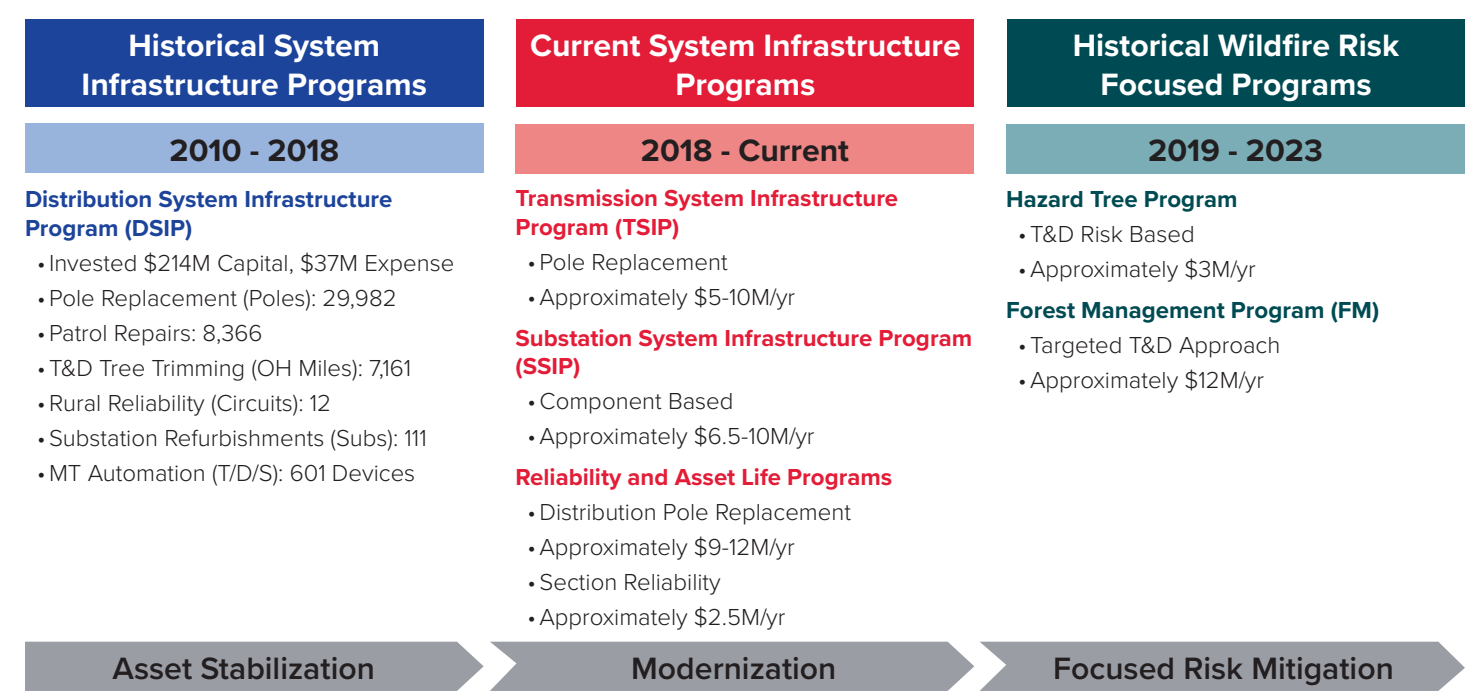 Historical System
Infrastructure Programs
2010 - 2018
Distribution System Infrastructure
Program (DSIP)
• Invested $214M Capital, $37M Expense
• Pole Replacement (Poles): 29,982
• Patrol Repairs: 8,366
• T&D Tree Trimming (OH Miles): 7,161
• Rural Reliability (Circuits): 12
• Substation Refurbishments (Subs): 111
• MT Automation (T/D/S): 601 Devices
Asset Stabilization
Current System Infrastructure
Programs
2018 - Current
Transmission System Infrastructure
Program (TSIP)
• Pole Replacement
• Approximately $5-10M/yr
Substation System Infrastructure Program
(SSIP)
• Component Based
• Approximately $6.5-10M/yr
Reliability and Asset Life Programs
• Distribution Pole Replacement
• Approximately $9-12M/yr
• Section Reliability
• Approximately $2.5M/yr
Modernization
Historical Wildfire Risk
Focused Programs
2019 - 2023
Hazard Tree Program
• T&D Risk Based
• Approximately $3M/yr
Forest Management Program (FM)
• Targeted T&D Approach
• Approximately $12M/yr
Focused Risk Mitigation